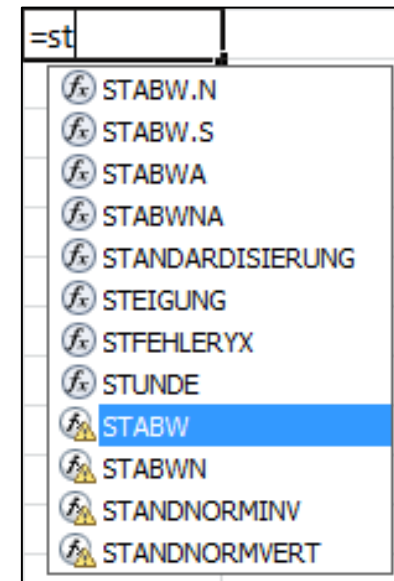 =st
STABW.N
STABW.S
STABWA
STABWNA
STANDARDISIERUNG
STEIGUNG
STFEHLERYX
STUNDE
STABW
STABWN
STANDNORMINV
STANDNORMVERT